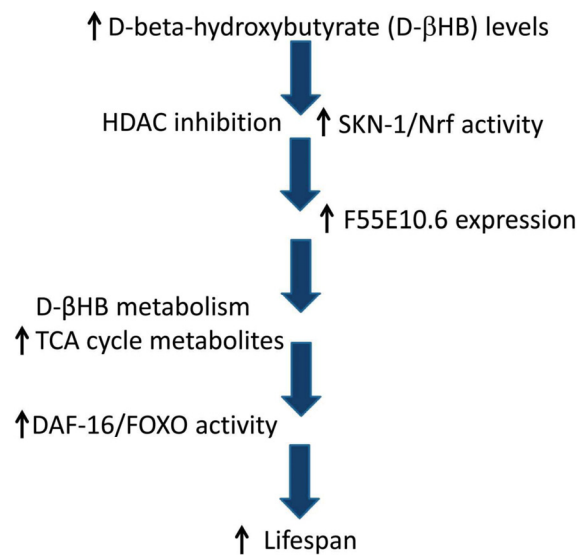 ↑ D-beta-hydroxybutyrate (D-βHB) levels
HDAC inhibition ↑ SKN-1/Nrf activity
↑ F55E10.6 expression
D-βHB metabolism
↑ TCA cycle metabolites
↑DAF-16/FOXO activity
↑ Lifespan